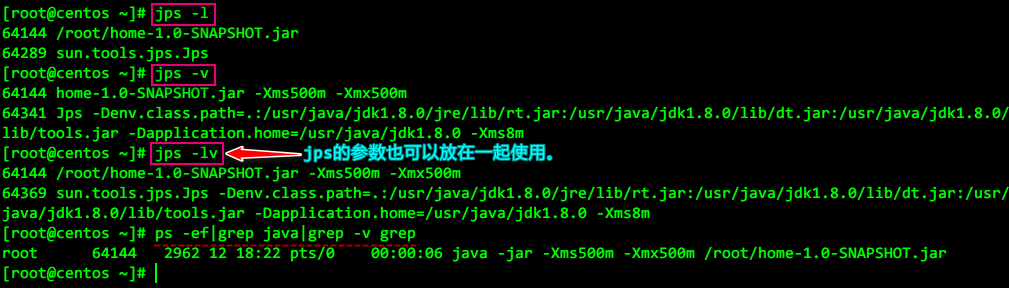 [root@centos ~]# jps -l
64144 /root/home-1.0-SNAPSHOT.jar
64289 sun.tools.jps.Jps
[root@centos ~]# jps -v
64144 home-1.0-SNAPSHOT.jar -Xms500m -Xmx500m
64341 Jps -Denv.class.path=.:/usr/java/jdk1.8.0/jre/lib/rt.jar:/usr/java/jdk1.8.0/lib/dt.jar:/usr/java/jdk1.8.0/
lib/tools.jar -Dapplication.home=/usr/java/jdk1.8.0 -Xms8m
[root@centos ~]# jps -lv jps的参数也可以放在一起使用。
64144 /root/home-1.0-SNAPSHOT.jar -Xms500m -Xmx500m
64369 sun.tools.jps.Jps -Denv.class.path=.:/usr/java/jdk1.8.0/jre/lib/rt.jar:/usr/java/jdk1.8.0/lib/dt.jar:/usr/
java/jdk1.8.0/lib/tools.jar -Dapplication.home=/usr/java/jdk1.8.0 -Xms8m
[root@centos ~]# ps -ef|grep java|grep -v grep
root      64144   2962 12 18:22 pts/0    00:00:06 java -jar -Xms500m -Xmx500m /root/home-1.0-SNAPSHOT.jar
[root@centos ~]#